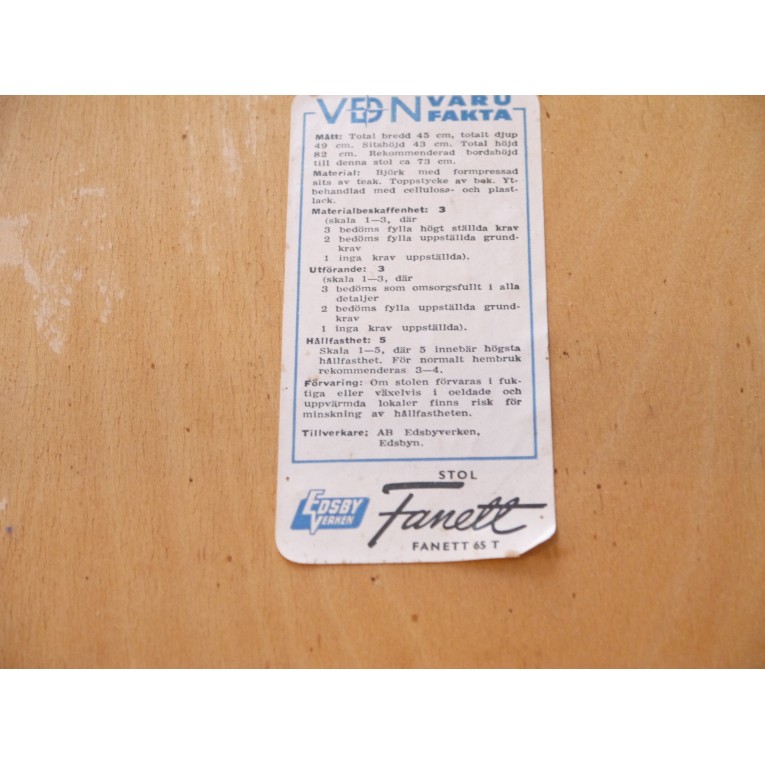 VDN VARU
FAKTA
Mått: Total bredd 45 cm, totalt djup
49 cm. Sitshöjd 43 cm. Total höjd
82 cm. Rekommenderad bordshöjd
till denna stol ca 73 cm.
Material: Björk med formpressad
sits av teak. Toppstycke av bok. Yt-
behandlad med cellulosa- och plast-
lack.
Materialbeskaffenhet: 3
(skala 1—3, där
3 bedöms fylla högt ställda krav
2 bedöms fylla uppställda grund-
krav
1 inga krav uppställda).
Utförande: 3
(skala 1—3, där
3 bedöms som omsorgsfullt i alla
detaljer
2 bedöms fylla uppställda grund-
krav
1 inga krav uppställda).
Hållfasthet: 5
Skala 1—5, där 5 innebär högsta
hållfasthet. För normalt hembruk
rekommenderas 3—4.
Förvaring: Om stolen förvaras i fuk-
tiga eller växelvis i oeldade och
uppvärmda lokaler finns risk för
minskning av hållfastheten.
Tillverkare; AB Edsbyverken,
Edsbyn.
STOL
EDSBY
VERKEN
Fanett
FANETT 65 T